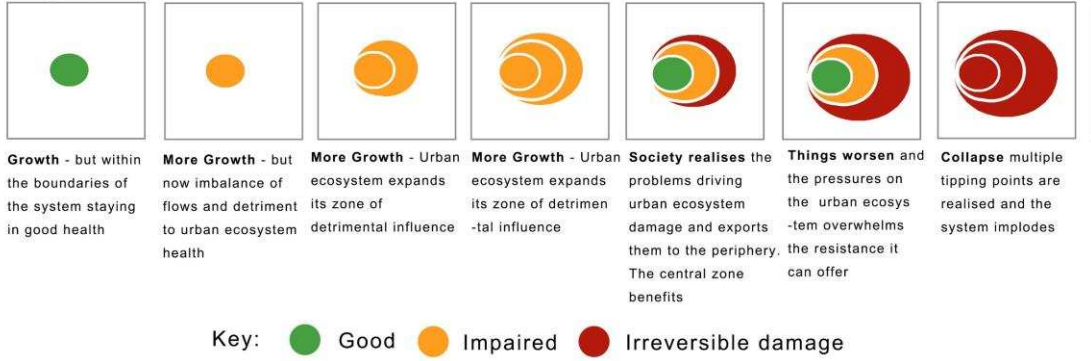 Growth - but within
the boundaries of
the system staying
in good health
More Growth - but
now imbalance of
flows and detriment
to urban ecosystem
health
More Growth - Urban
ecosystem expands
its zone of
detrimental influence
More Growth - Urban
ecosystem expands
its zone of detrimen
-tal influence
Society realises the
problems driving
urban ecosystem
damage and exports
them to the periphery.
The central zone
benefits
Things worsen and
the pressures on
the urban ecosys
-tem overwhelms
the resistance it
can offer
Collapse multiple
tipping points are
realised and the
system implodes
Key: Good Impaired Irreversible damage